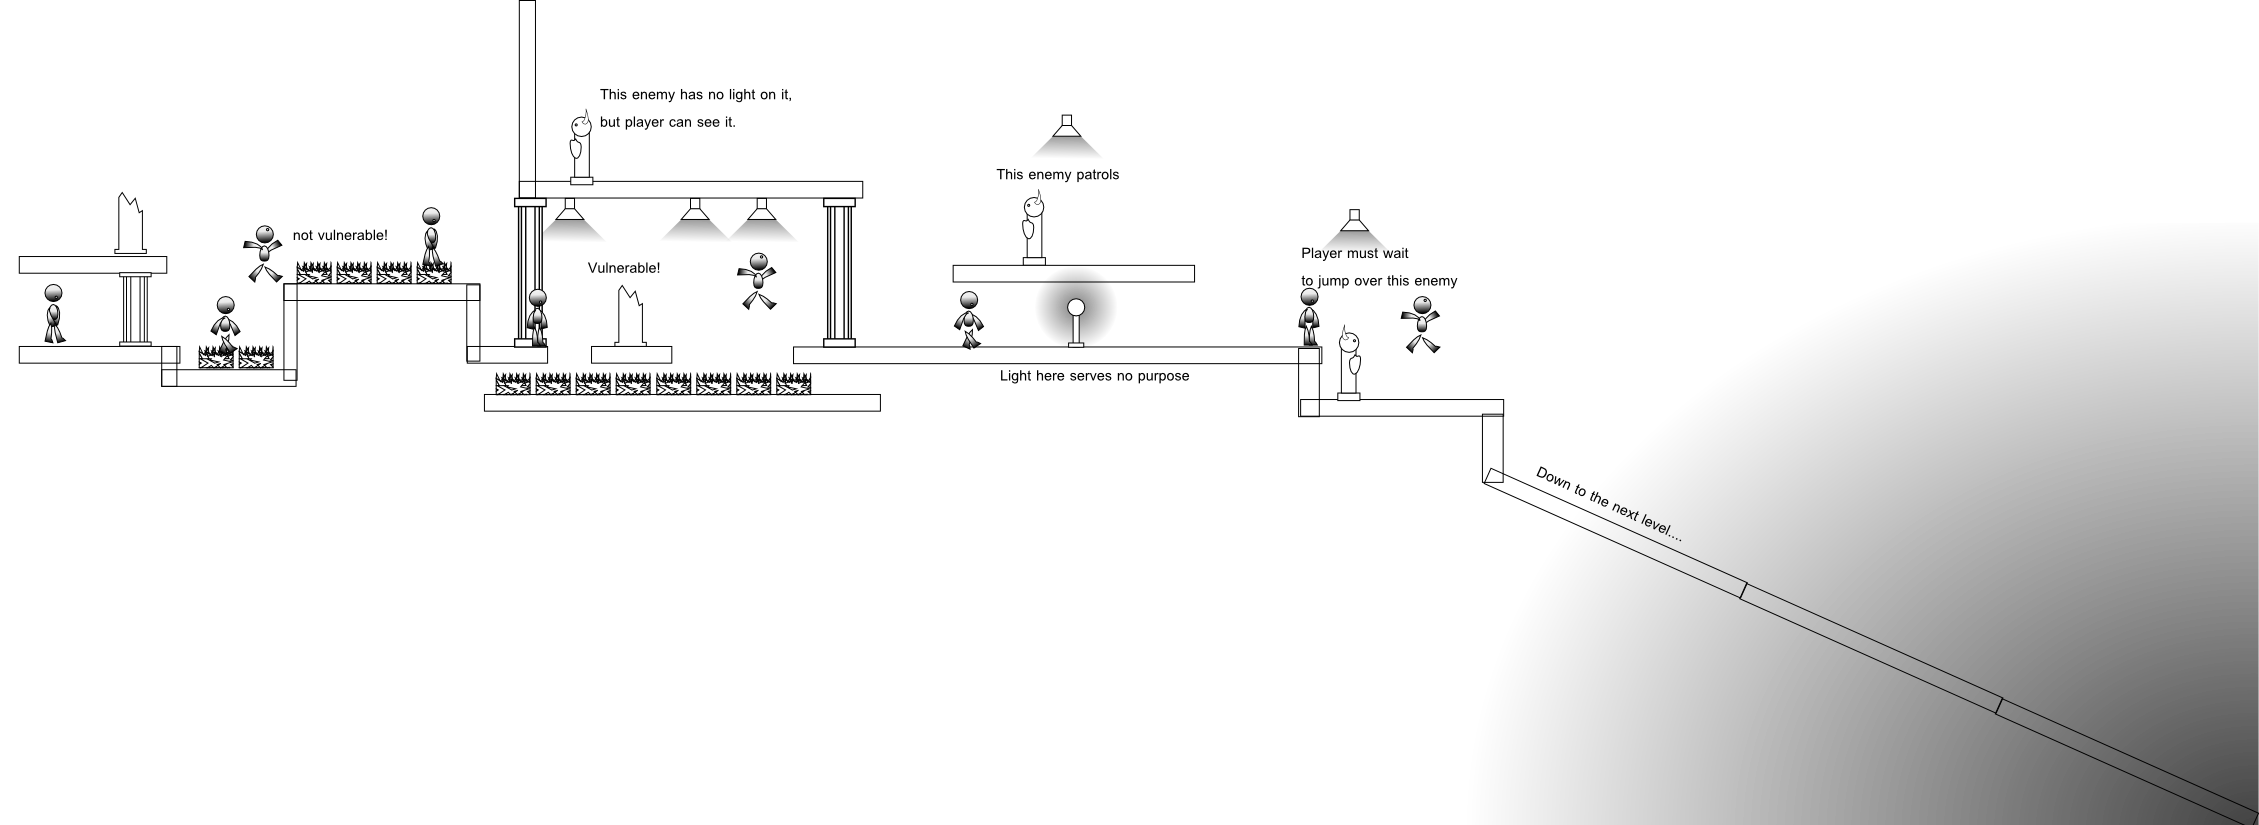 This enemy has no light on it,
but player can see it.
This enemy patrols
not vulnerable!
Vulnerable!
Player must wait
to jump over this enemy
Light here serves no purpose
Down to the next level....